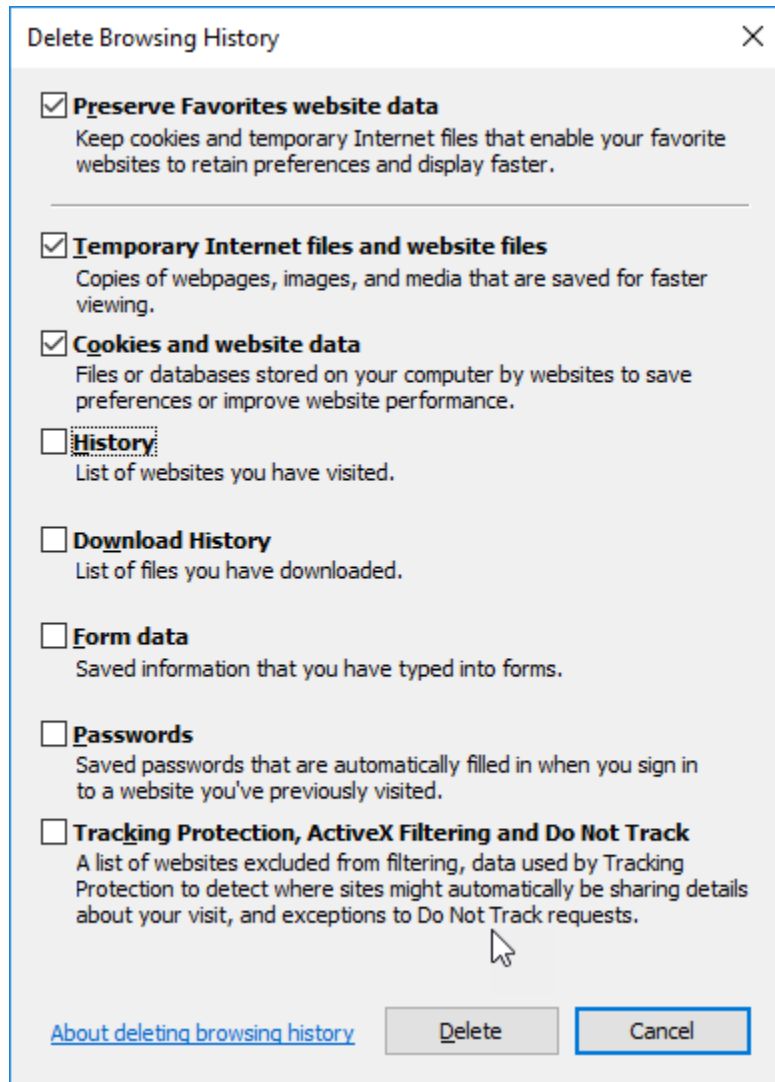 Delete Browsing History
Preserve Favorites website data
Keep cookies and temporary Internet files that enable your favorite
websites to retain preferences and display faster.
Temporary Internet files and website files
Copies of webpages, images, and media that are saved for faster
viewing.
Cookies and website data
Files or databases stored on your computer by websites to save
preferences or improve website performance.
History
List of websites you have visited.
Download History
List of files you have downloaded.
Form data
Saved information that you have typed into forms.
Passwords
Saved passwords that are automatically filled in when you sign in
to a website you've previously visited.
Tracking Protection, ActiveX Filtering and Do Not Track
A list of websites excluded from filtering, data used by Tracking
Protection to detect where sites might automatically be sharing details
about your visit, and exceptions to Do Not Track requests.
About deleting browsing history
Delete
Cancel